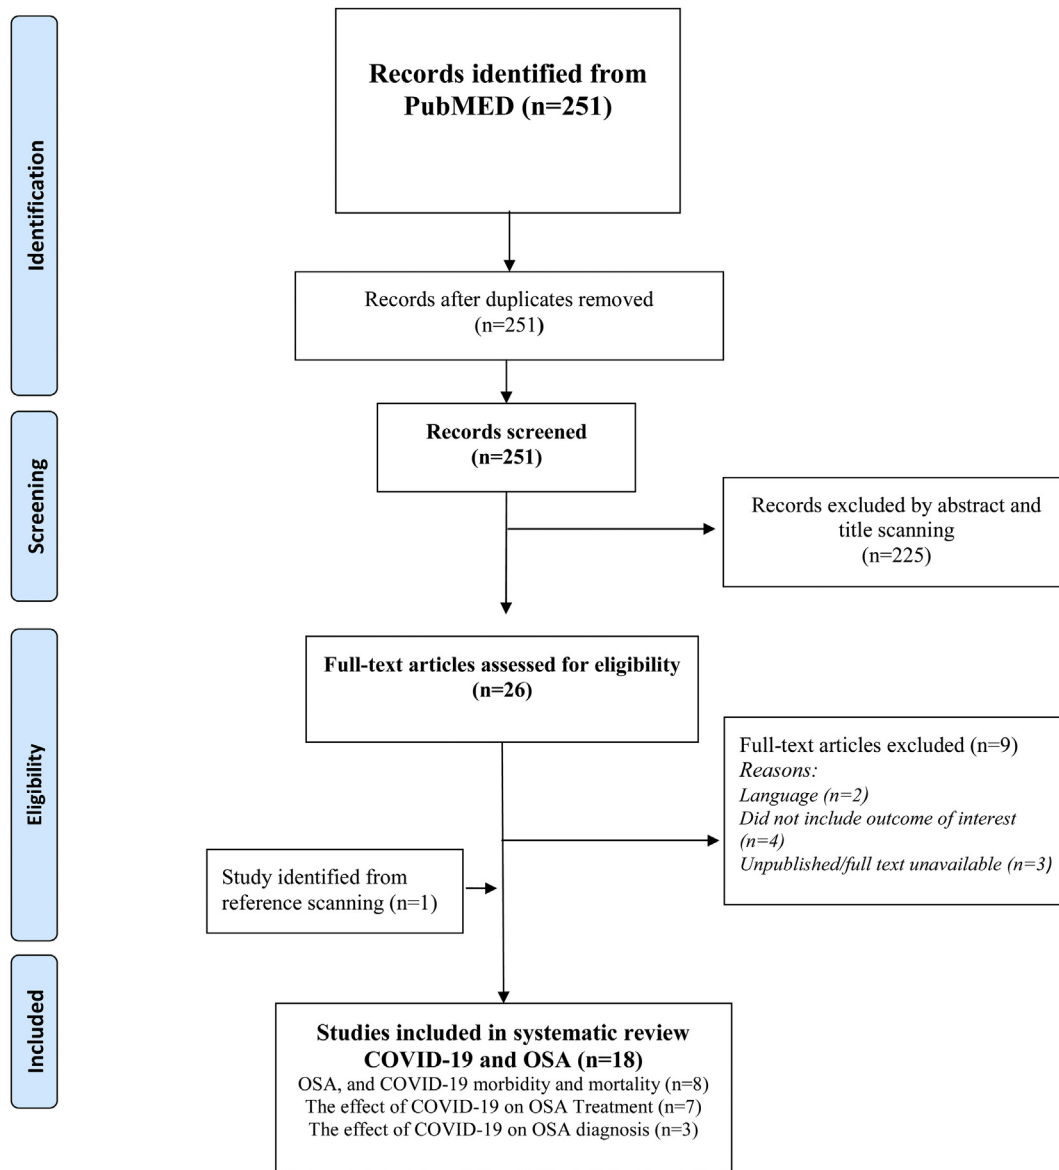 Identification
Records identified from
PubMED (n=251)
Records after duplicates removed
(n=251)
Screening
Records screened
(n=251)
Records excluded by abstract and
title scanning
(n=225)
Eligibility
Full-text articles assessed for eligibility
(n=26)
Full-text articles excluded (n=9)
Reasons:
Language (n=2)
Did not include outcome of interest
(n=4)
Unpublished/full text unavailable (n=3)
Study identified from
reference scanning (n=1)
Included
Studies included in systematic review
COVID-19 and OSA (n=18)
OSA, and COVID-19 morbidity and mortality (n=8)
The effect of COVID-19 on OSA Treatment (n=7)
The effect of COVID-19 on OSA diagnosis (n=3)